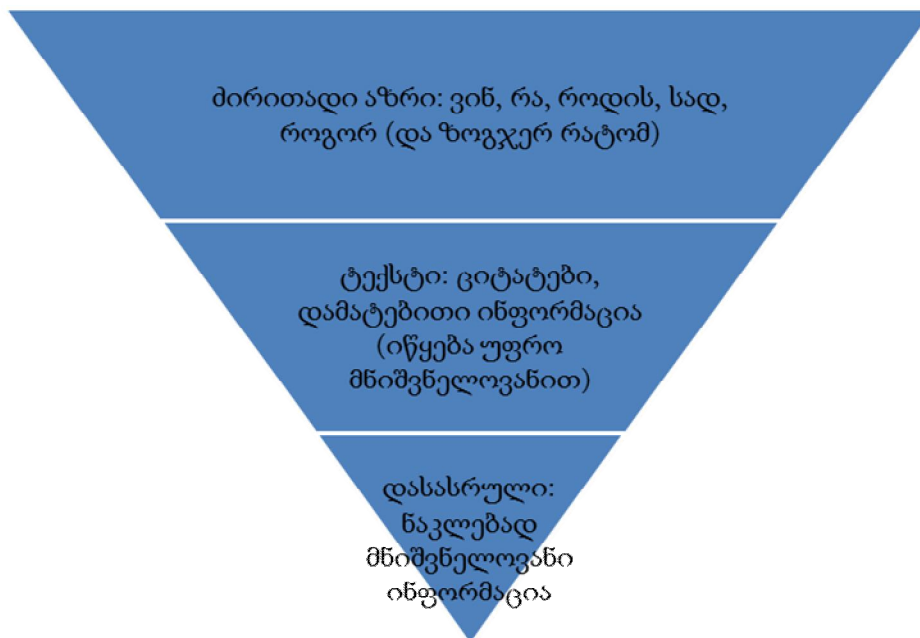 ძირითადი აზრი: ვინ, რა, როდის, სად,
როგორ (და ზოგჯერ რატომ)
ტექსტი: ციტატები,
დამატებითი ინფორმაცია
(იწყება უფრო
მნიშვნელოვანით)
დასასრული:
ნაკლებად
მნიშვნელოვანი
ინფორმაცია